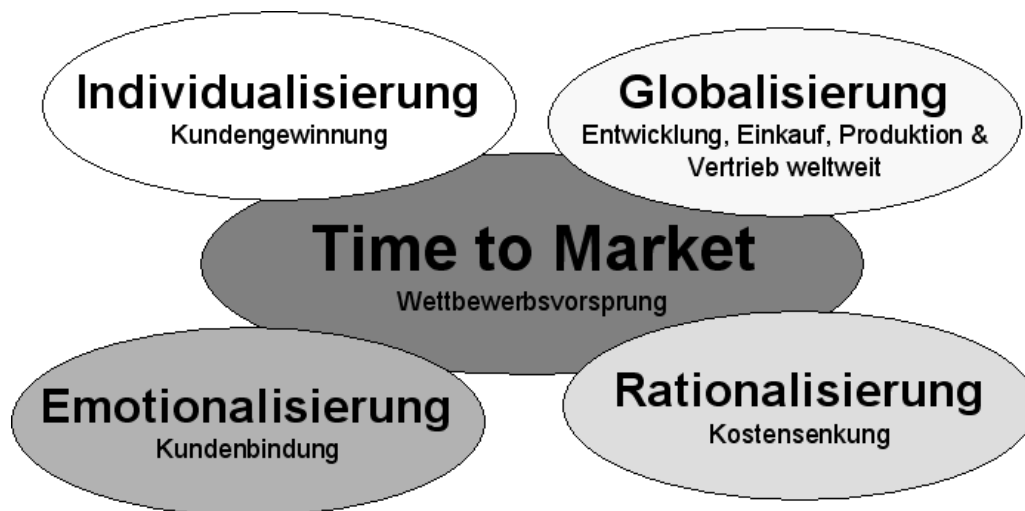 Individualisierung
Kundengewinnung
Globalisierung
Entwicklung, Einkauf, Produktion &
Vertrieb weltweit
Time to Market
Wettbewerbsvorsprung
Emotionalisierung
Kundenbindung
Rationalisierung
Kostensenkung